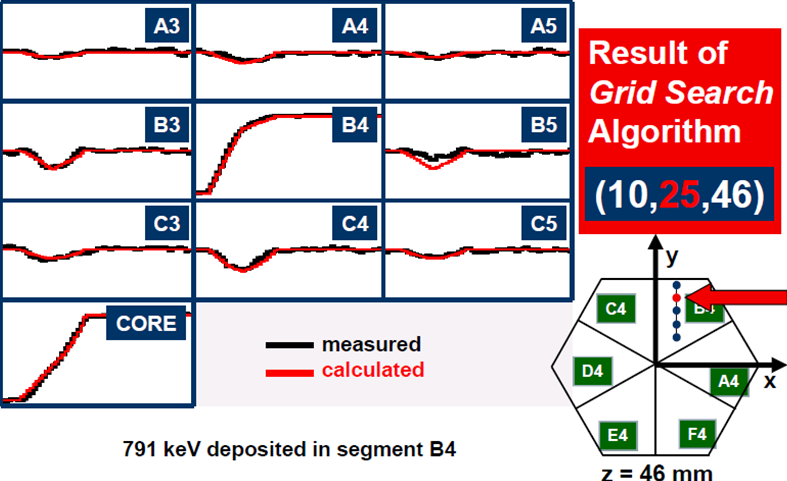 A3
A4
A5
B3
B4
B5
C3
C4
C5
CORE
measured
calculated
791 keV deposited in segment B4
Result of
Grid Search
Algorithm
(10,25,46)
y
C4
D4
A4
x
E4
F4
z = 46 mm